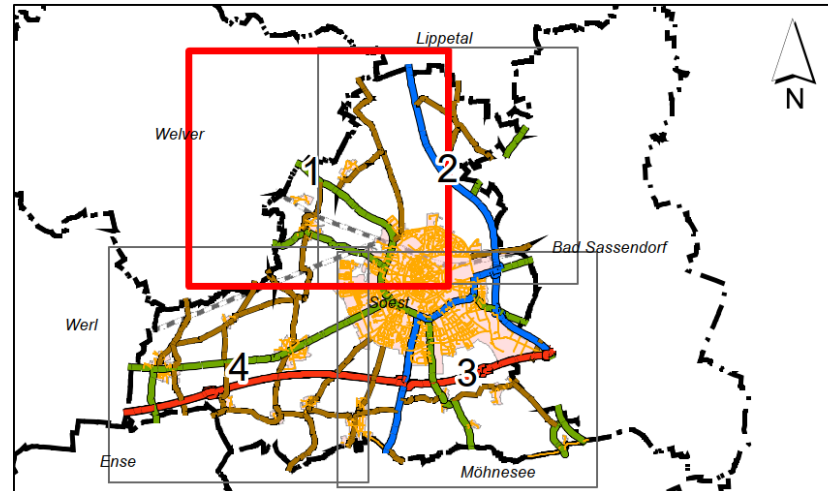 Lippetal
N
Welver
1
2
Bad Sassendorf
Soest
Werl
4
3
Ense
Möhnesee